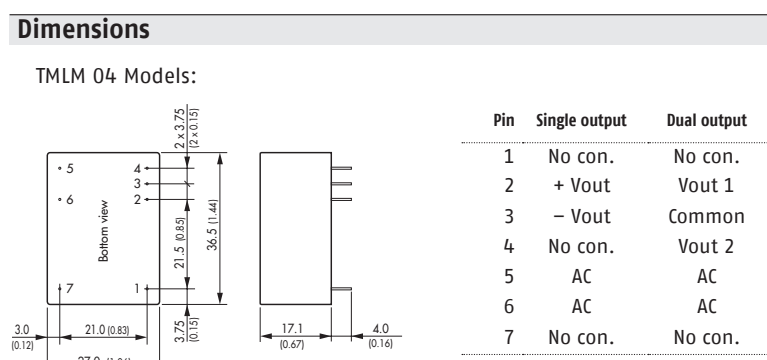 Dimensions
TMLM 04 Models:
2 x 3.75
(2 x 0.15)
5
4
3
6
2
Bottom view
21.5 (0.85)
36.5 (1.44)
7
1
3.0
(0.12)
21.0 (0.83)
3.75
(0.15)
17.1
(0.67)
4.0
(0.16)
Pin Single output Dual output
1 No con. No con.
2 + Vout Vout 1
3 – Vout Common
4 No con. Vout 2
5 AC AC
6 AC AC
7 No con. No con.